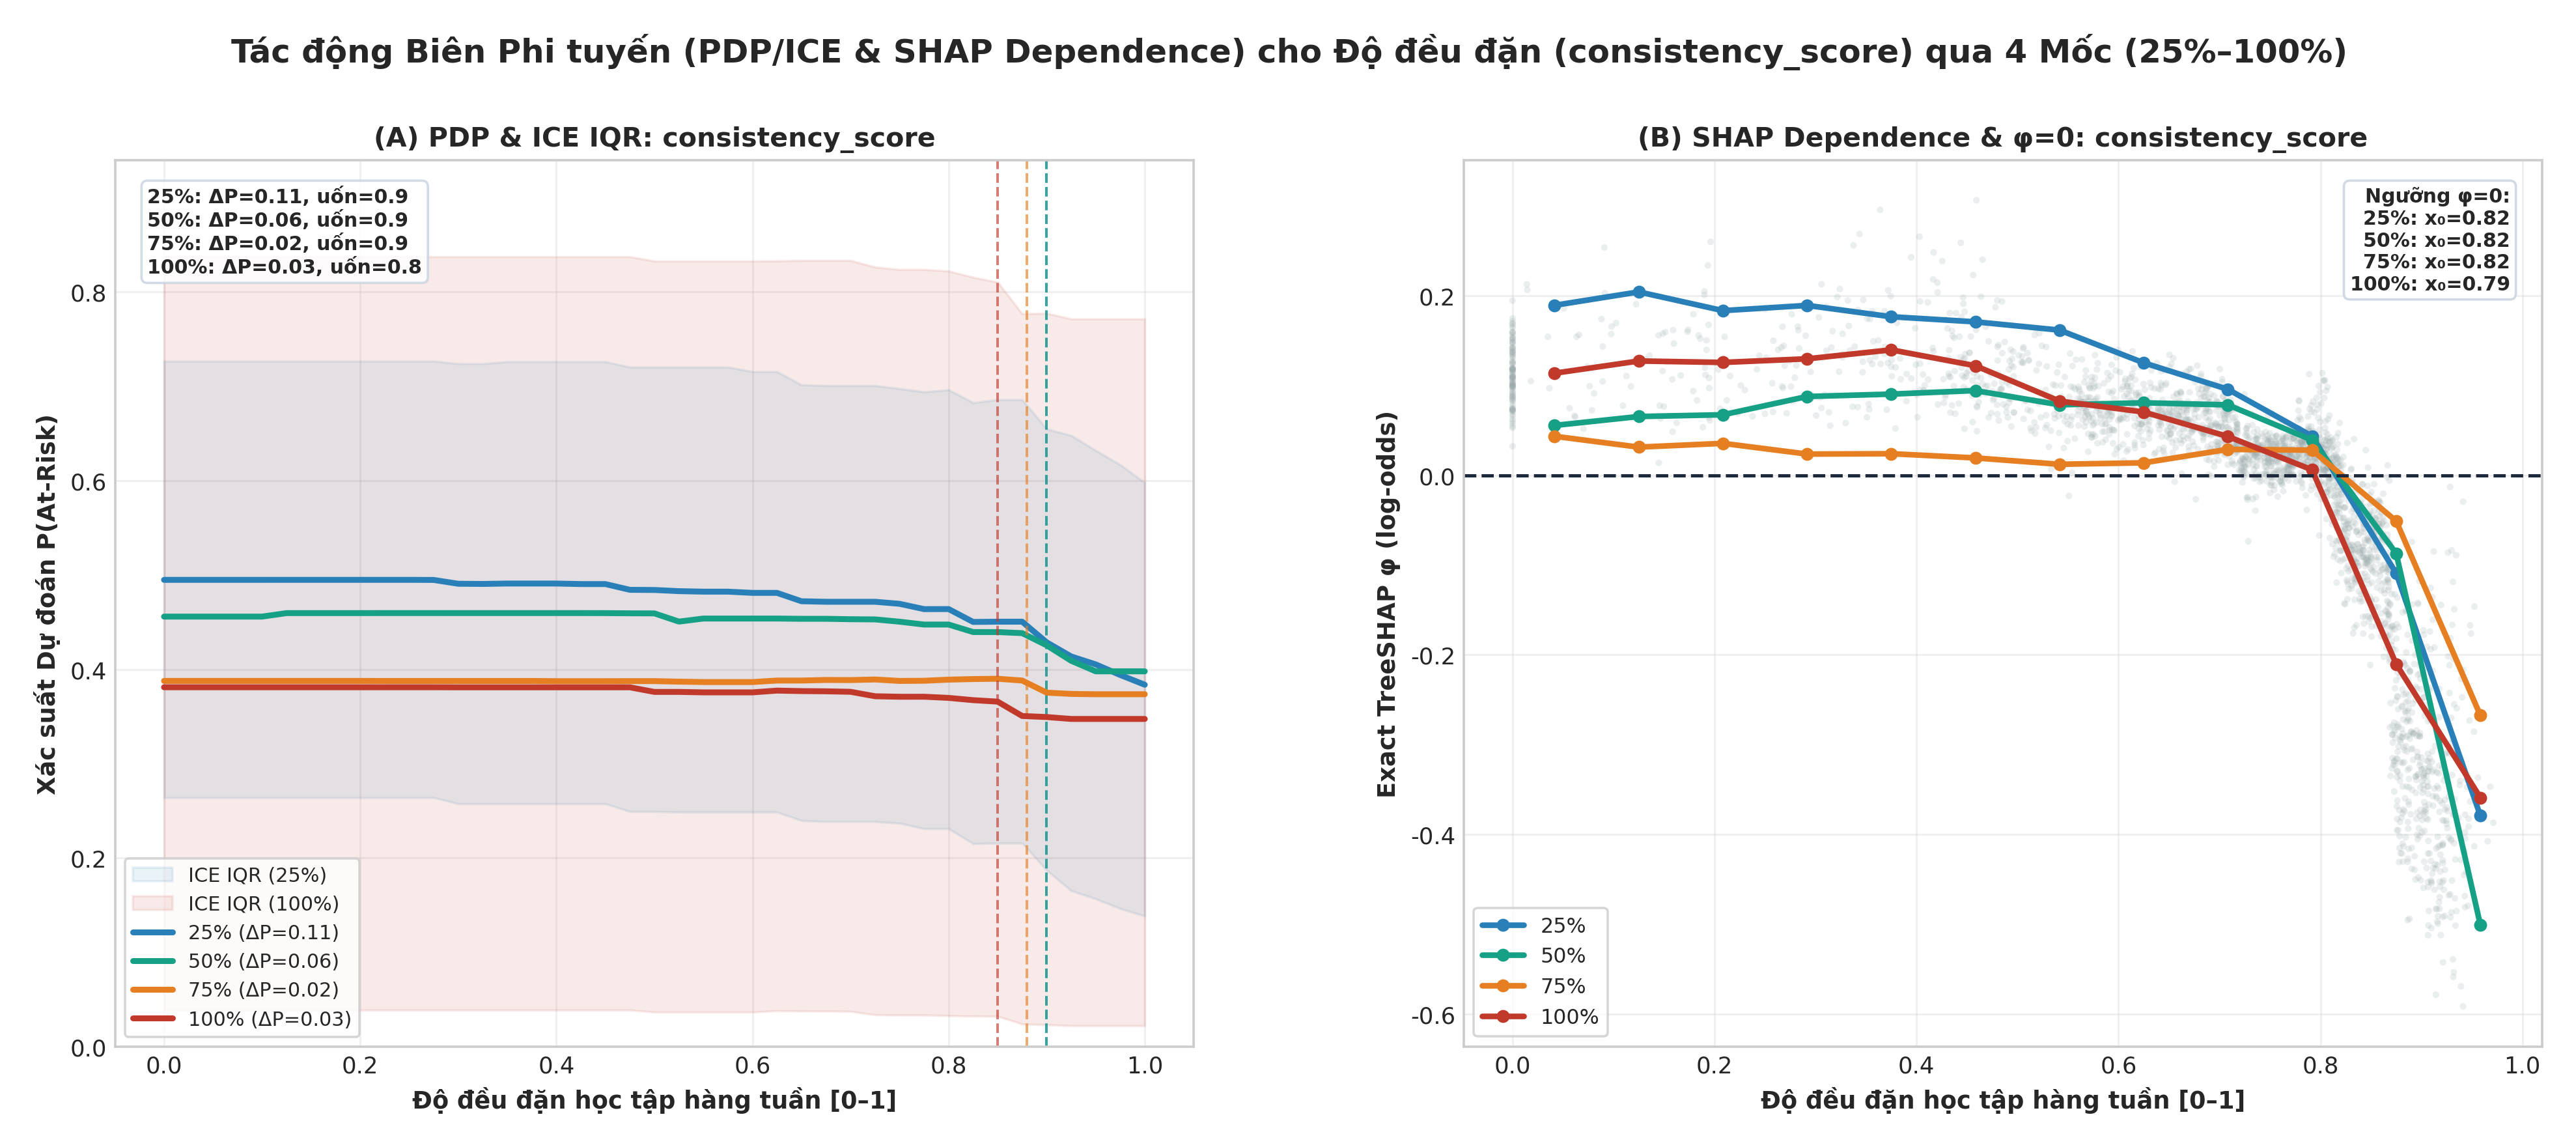 Tác động Biên Phi tuyến (PDP/ICE & SHAP Dependence) cho Độ đều đặn (consistency_score) qua 4 Mốc (25%–100%)
(A) PDP & ICE IQR: consistency_score
25%: ΔP=0.11, uốn=0.9
50%: ΔP=0.06, uốn=0.9
75%: ΔP=0.02, uốn=0.9
100%: ΔP=0.03, uốn=0.8
Xác suất Dự đoán P(At-Risk)
0.8
0.6
0.4
0.2
0.0
ICE IQR (25%)
ICE IQR (100%)
25% (ΔP=0.11)
50% (ΔP=0.06)
75% (ΔP=0.02)
100% (ΔP=0.03)
0.0 0.2 0.4 0.6 0.8 1.0
Độ đều đặn học tập hàng tuần [0–1]
(B) SHAP Dependence & φ=0: consistency_score
Ngưỡng φ=0:
25%: x₀=0.82
50%: x₀=0.82
75%: x₀=0.82
100%: x₀=0.79
Exact TreeSHAP φ (log-odds)
0.2
0.0
-0.2
-0.4
-0.6
25%
50%
75%
100%
0.0 0.2 0.4 0.6 0.8 1.0
Độ đều đặn học tập hàng tuần [0–1]